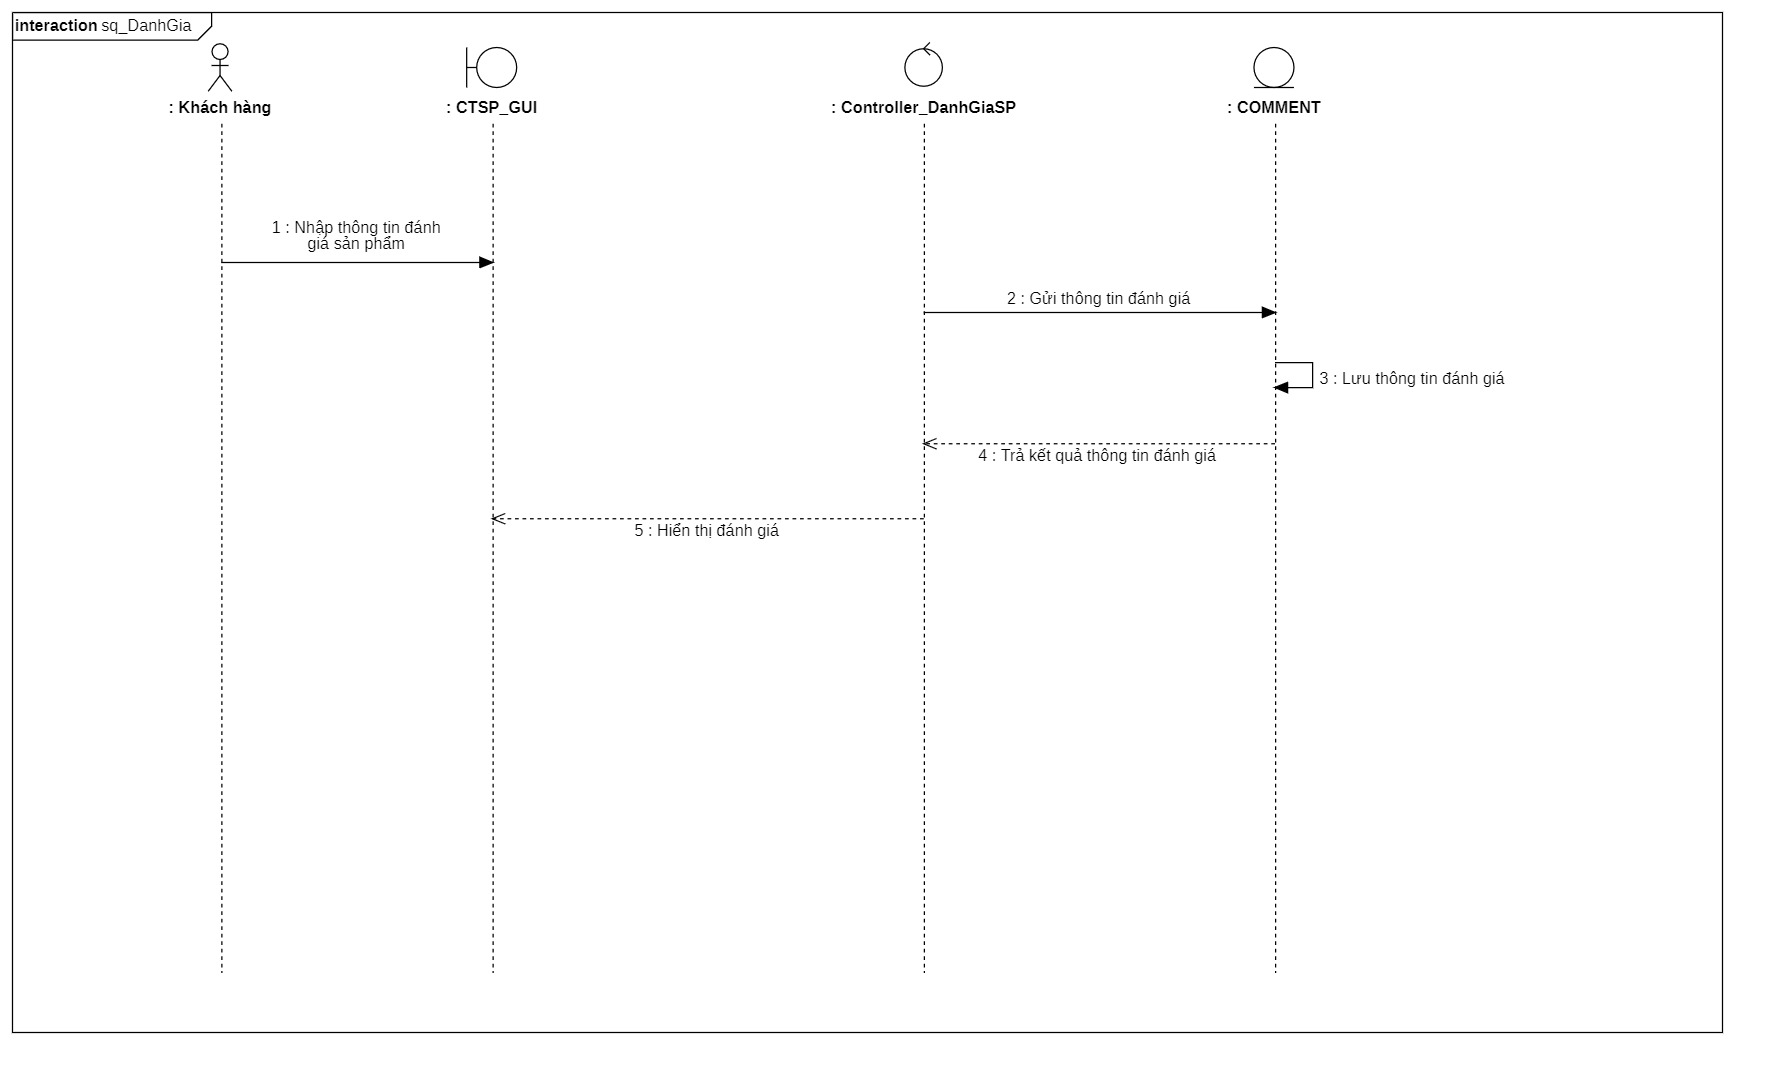 interaction sq_DanhGia
: Khách hàng
: CTSP_GUI
: Controller_DanhGiaSP
: COMMENT
1 : Nhập thông tin đánh
giá sản phẩm
2 : Gửi thông tin đánh giá
3 : Lưu thông tin đánh giá
4 : Trả kết quả thông tin đánh giá
5 : Hiển thị đánh giá